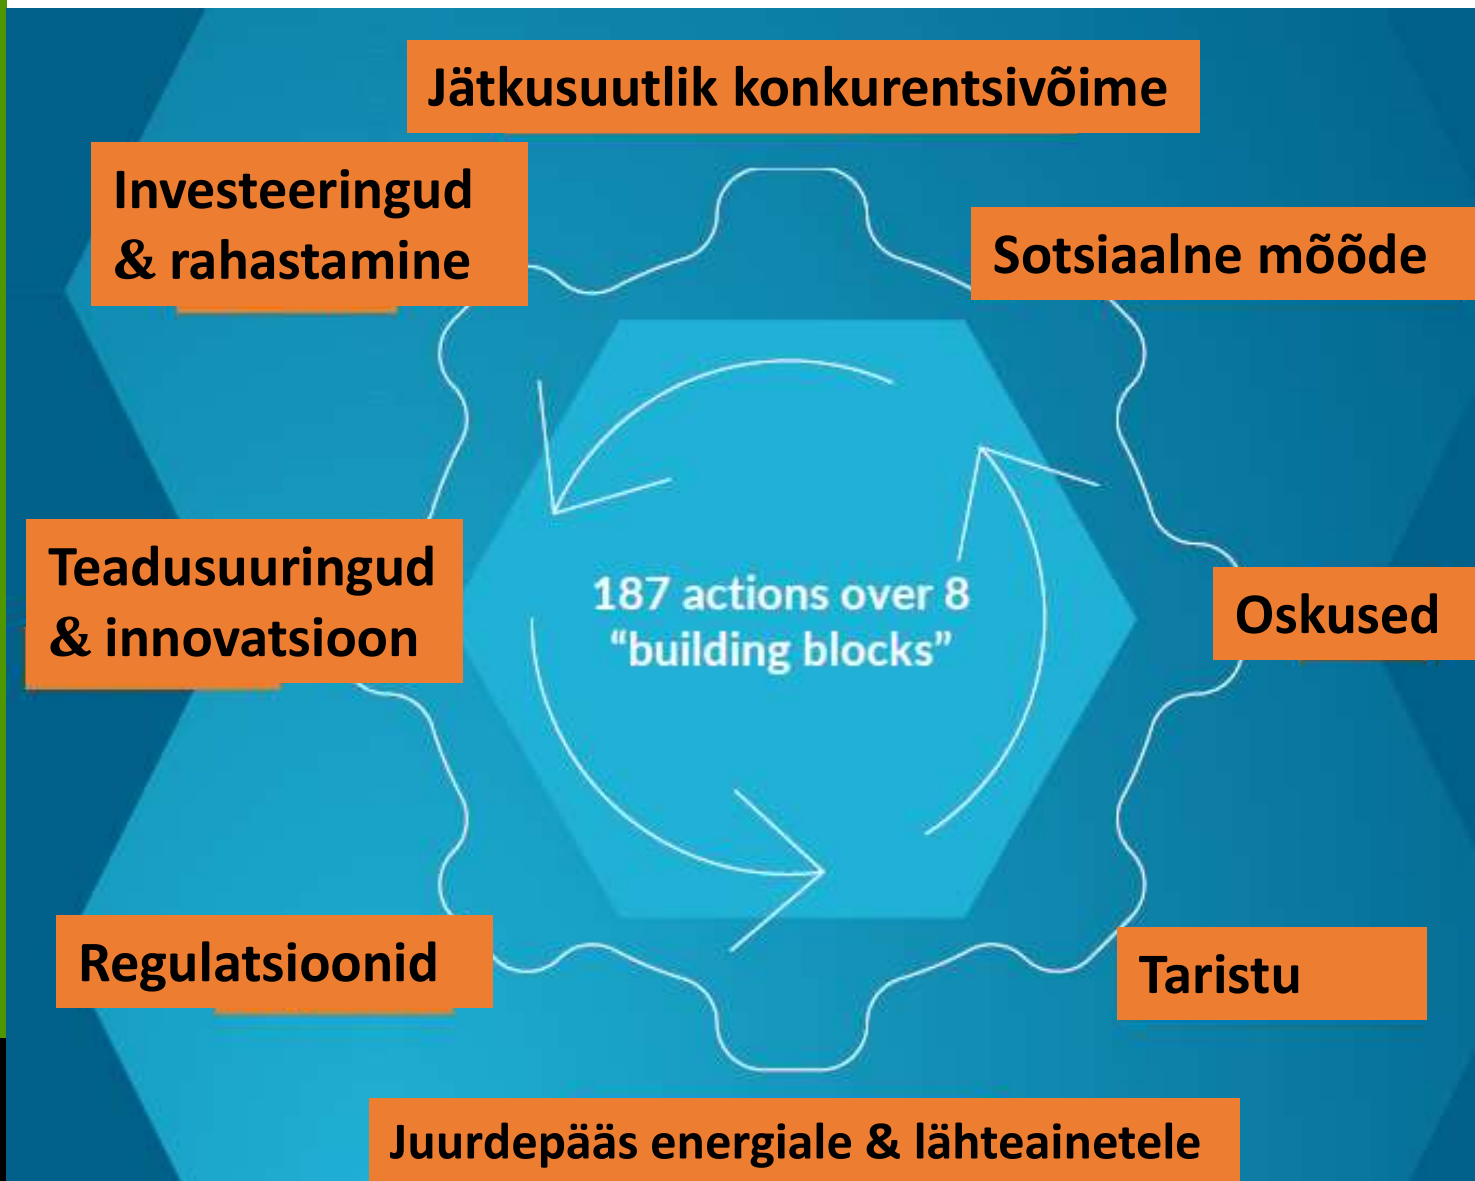 Jätkusuutlik konkurentsivõime
Investeeringud
& rahastamine
Sotsiaalne mõõde
Teadusuuringud
& innovatsioon
187 actions over 8
“building blocks”
Oskused
Regulatsioonid
Taristu
Juurdepääs energiale & lähteainetele